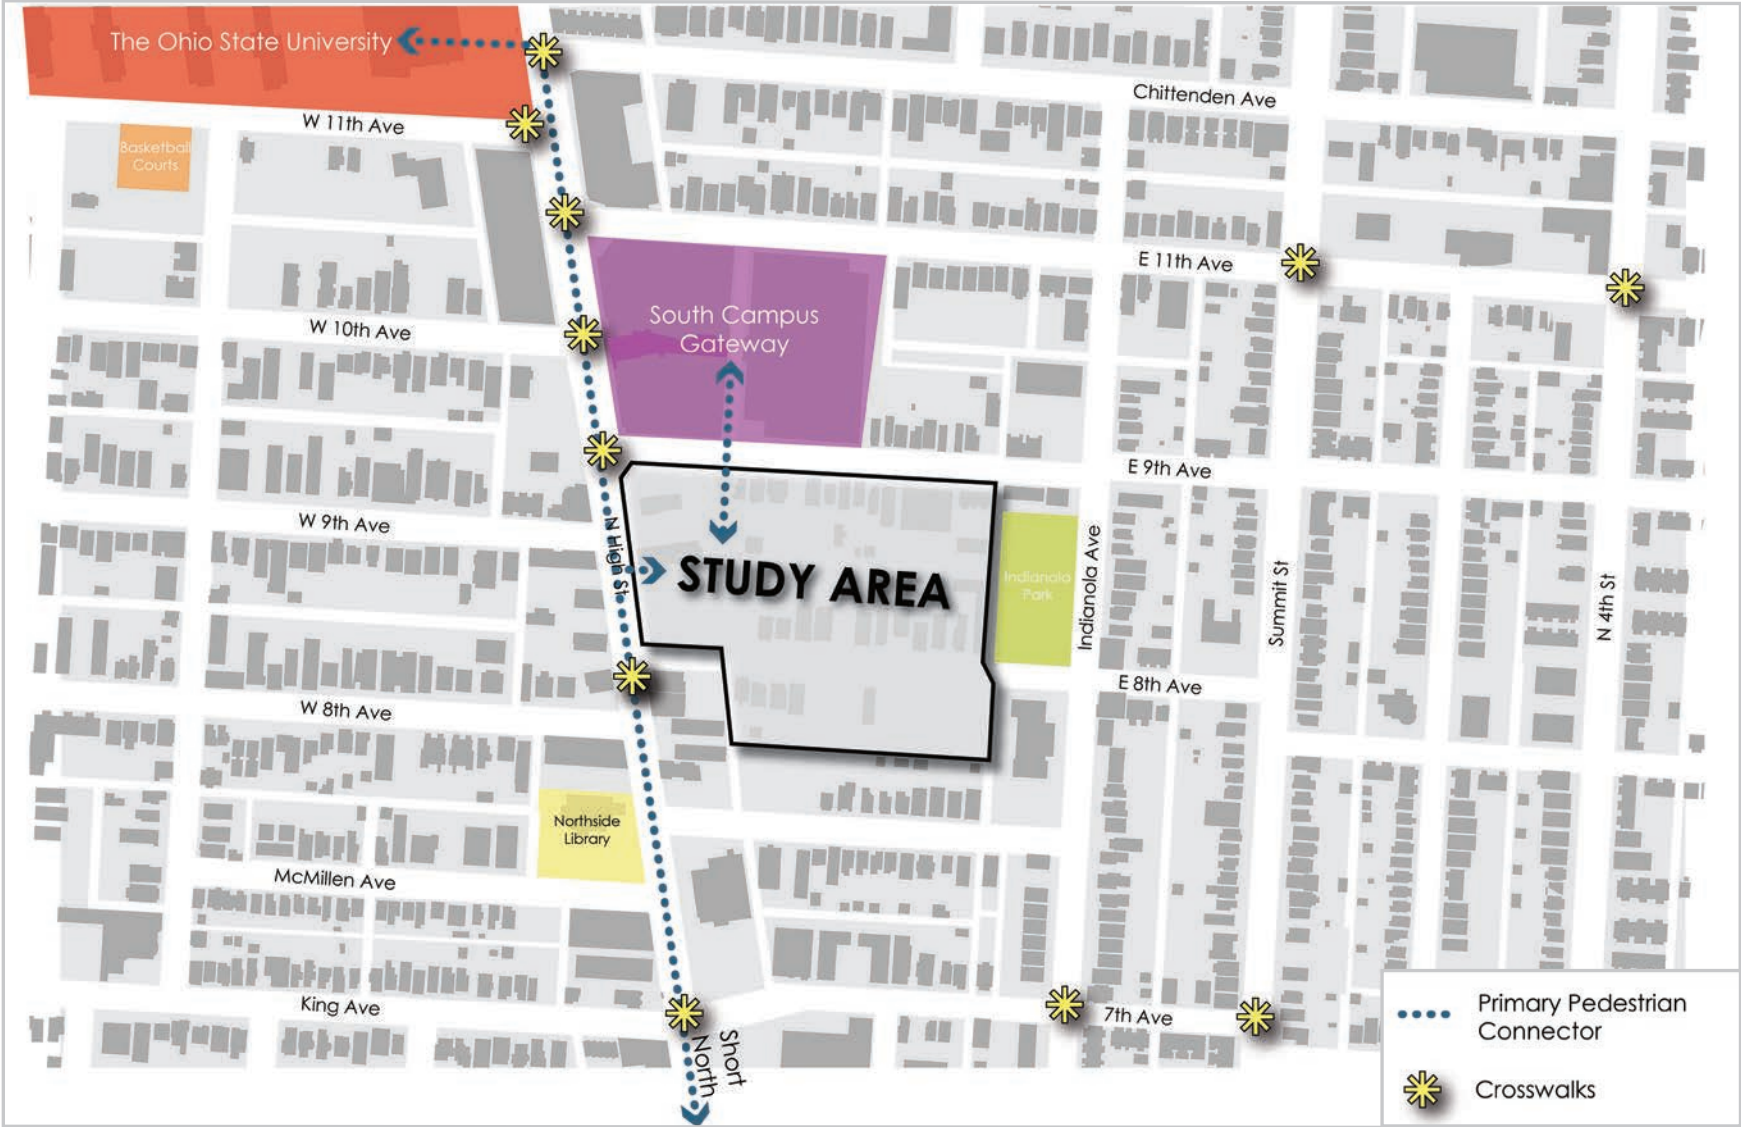 The Ohio State University
Chittenden Ave
W 11th Ave
Basketball
Courts
E 11th Ave
W 10th Ave
South Campus
Gateway
E 9th Ave
W 9th Ave
N High St
STUDY AREA
Indianola
Park
Indianola Ave
Summit St
N 4th St
E 8th Ave
W 8th Ave
Northside
Library
McMillen Ave
King Ave
7th Ave
Short
North
Primary Pedestrian
Connector
Crosswalks